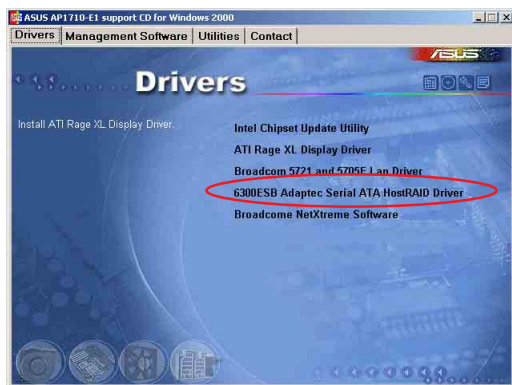 ASUS AP1710-E1 support CD for Windows 2000
Drivers Management Software Utilities Contact
ASUS
Drivers
Install ATI Rage XL Display Driver.
Intel Chipset Update Utility
ATI Rage XL Display Driver
Broadcom 5721 and 5705E Lan Driver
6300ESB Adaptec Serial ATA HostRAID Driver
Broadcome NetXtreme Software